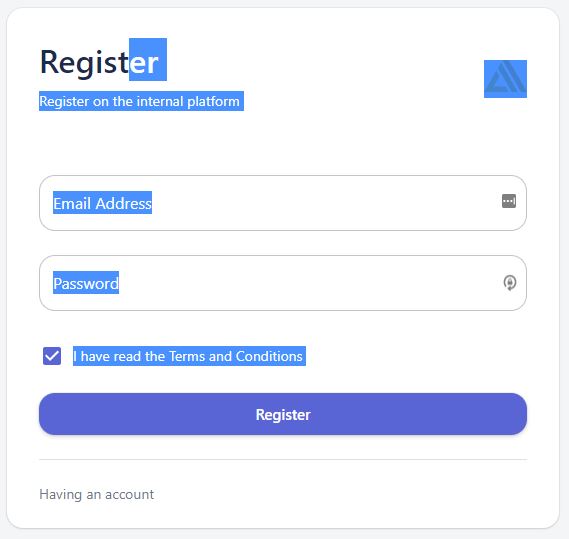 Register
Register on the internal platform
Email Address
Password
I have read the Terms and Conditions
Register
Having an account